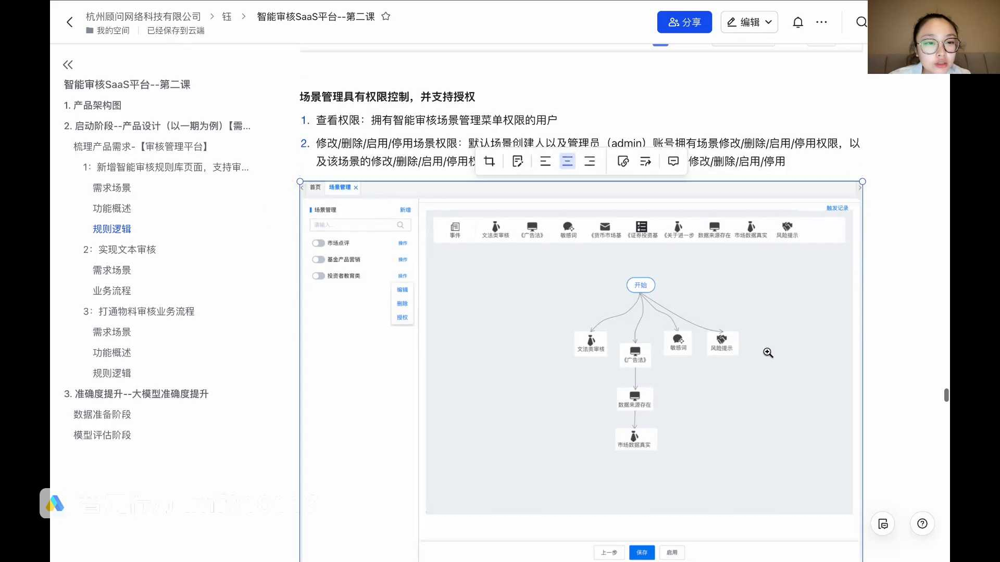 杭州顾问网络科技有限公司 > 钰 > 智能审核SaaS平台--第二课
我的空间 | 已经保存到云端
分享
编辑
智能审核SaaS平台--第二课
1. 产品架构图
2. 启动阶段--产品设计（以一期为例）【需...
梳理产品需求-【审核管理平台】
1：新增智能审核规则库页面，支持审...
需求场景
功能概述
规则逻辑
2：实现文本审核
需求场景
业务流程
3：打通物料审核业务流程
需求场景
功能概述
规则逻辑
3. 准确度提升--大模型准确度提升
数据准备阶段
模型评估阶段
场景管理具有权限控制，并支持授权
1. 查看权限：拥有智能审核场景管理菜单权限的用户
2. 修改/删除/启用/停用场景权限：默认场景创建人以及管理员（admin）账号拥有场景修改/删除/启用/停用权限，以
及该场景的修改/删除/启用/停用 修改/删除/启用/停用
首页 场景管理
场景管理 新增
请输入...
市场点评 操作
基金产品营销 操作
投资者教育类 操作
编辑
删除
授权
触发记录
事件 文法类审核 《广告法》 敏感词 《货币市场基 《证券投资基 《关于进一步 数据来源存在 市场数据真实 风险提示
开始
文法类审核
《广告法》
敏感词
风险提示
数据来源存在
市场数据真实
上一步 保存 启用